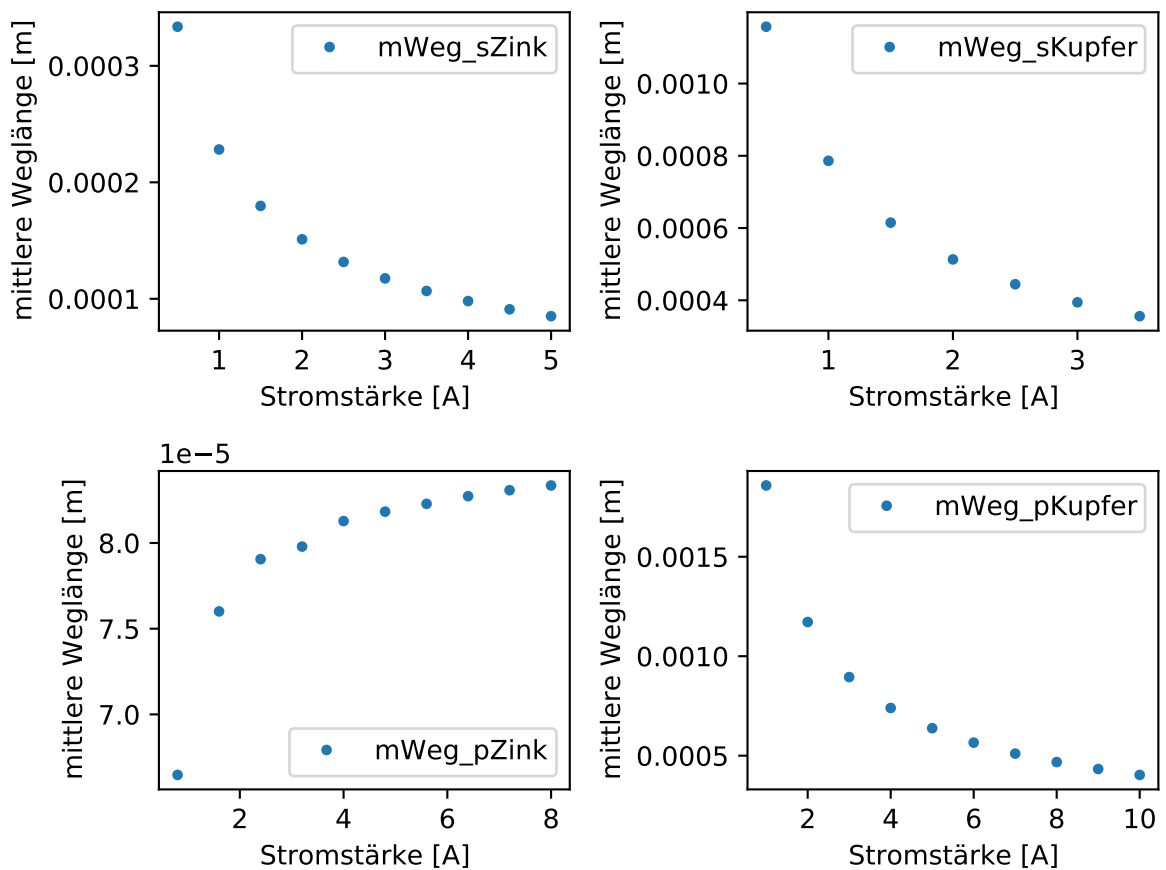 mittlere Weglänge [m]
0.0003
0.0002
0.0001
mWeg_sZink
1 2 3 4 5
Stromstärke [A]
mittlere Weglänge [m]
0.0010
0.0008
0.0006
0.0004
mWeg_sKupfer
1 2 3
Stromstärke [A]
1e−5
mittlere Weglänge [m]
8.0
7.5
7.0
mWeg_pZink
2 4 6 8
Stromstärke [A]
mittlere Weglänge [m]
0.0015
0.0010
0.0005
mWeg_pKupfer
2 4 6 8 10
Stromstärke [A]